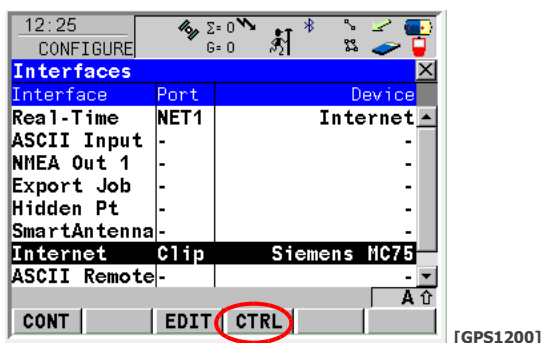 12:25
CONFIGURE
Σ= 0
G= 0
Interfaces
Interface Port Device
Real-Time NET1 Internet
ASCII Input - -
NMEA Out 1 - -
Export Job - -
Hidden Pt - -
SmartAntenna - -
Internet Clip Siemens MC75
ASCII Remote - -
A
CONT EDIT CTRL
[GPS1200]